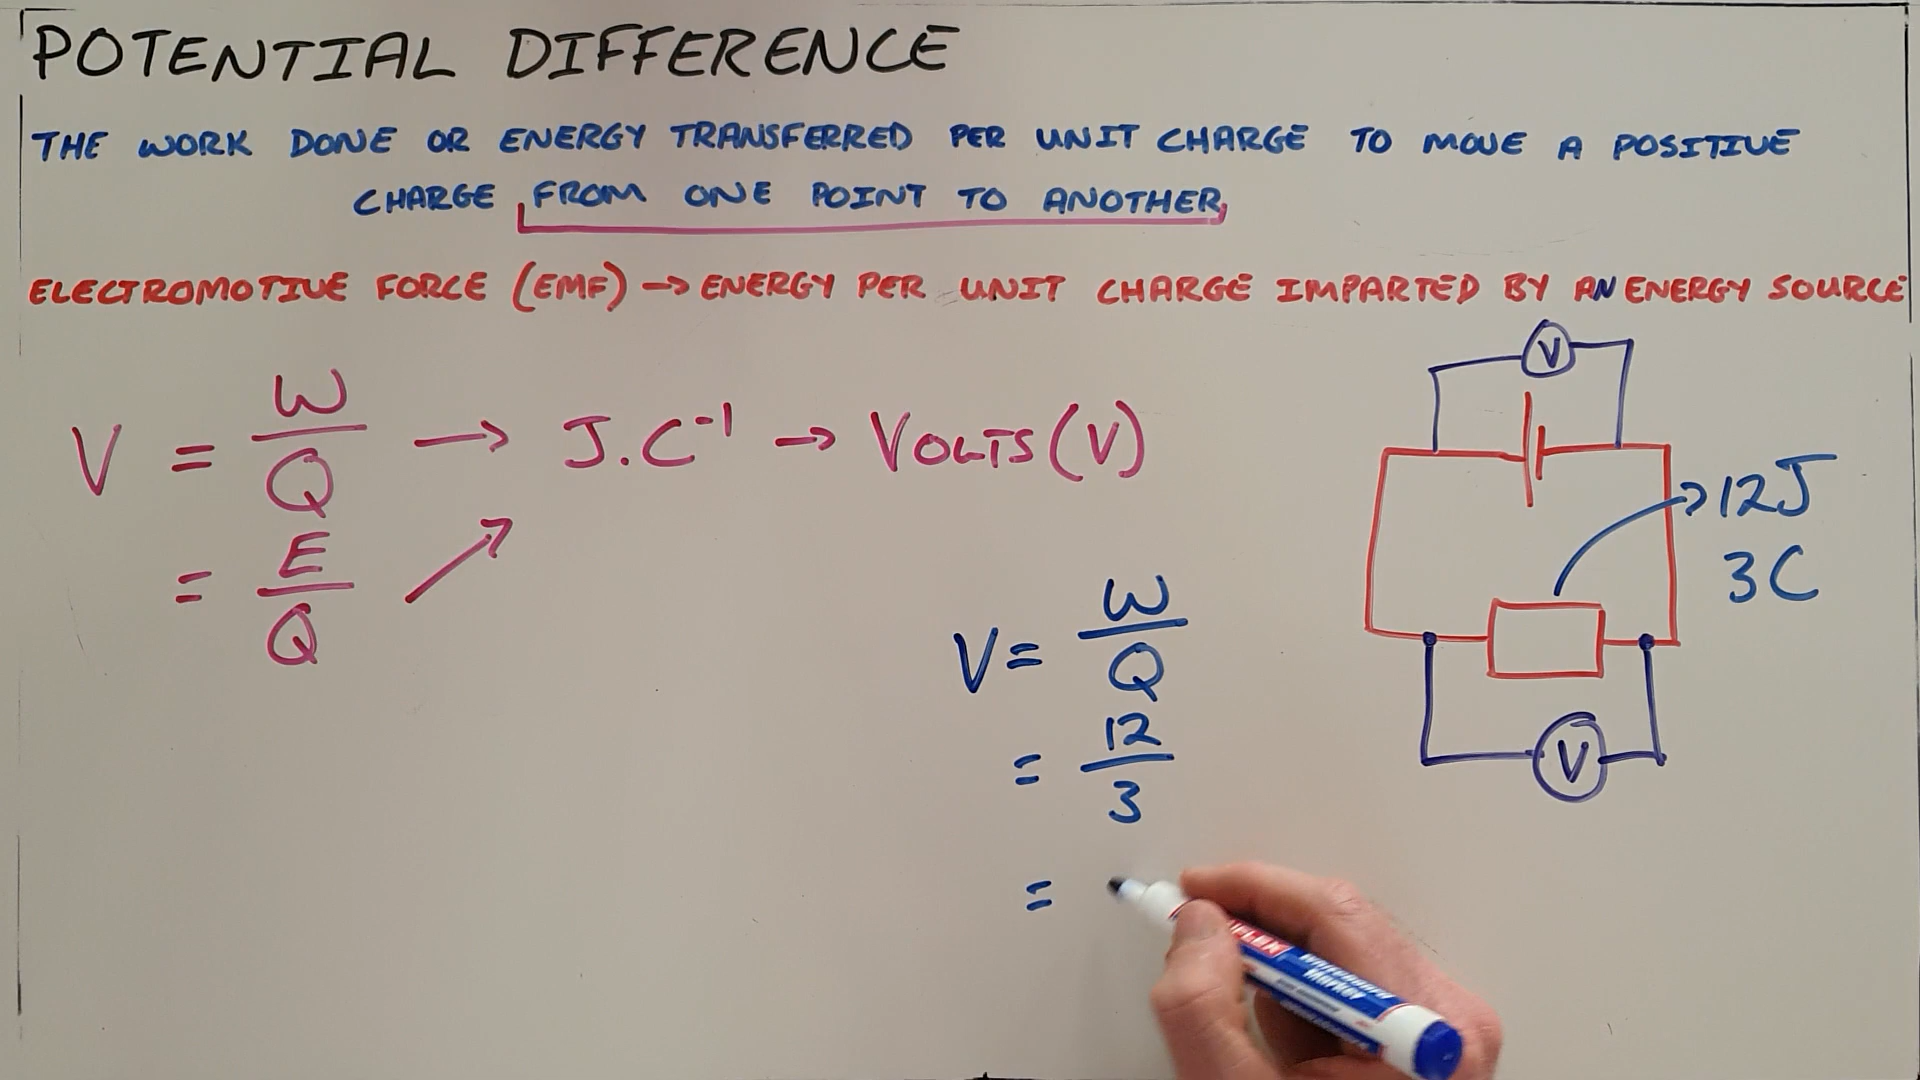 POTENTIAL DIFFERENCE
THE WORK DONE OR ENERGY TRANSFERRED PER UNIT CHARGE TO MOVE A POSITIVE
CHARGE FROM ONE POINT TO ANOTHER
ELECTROMOTIVE FORCE (EMF) → ENERGY PER UNIT CHARGE IMPARTED BY AN ENERGY SOURCE
V = W/Q → J.C⁻¹ → VOLTS (V)
= E/Q
V = W/Q
= 12/3
=
V
12J
3C
V
whiteboard
marker